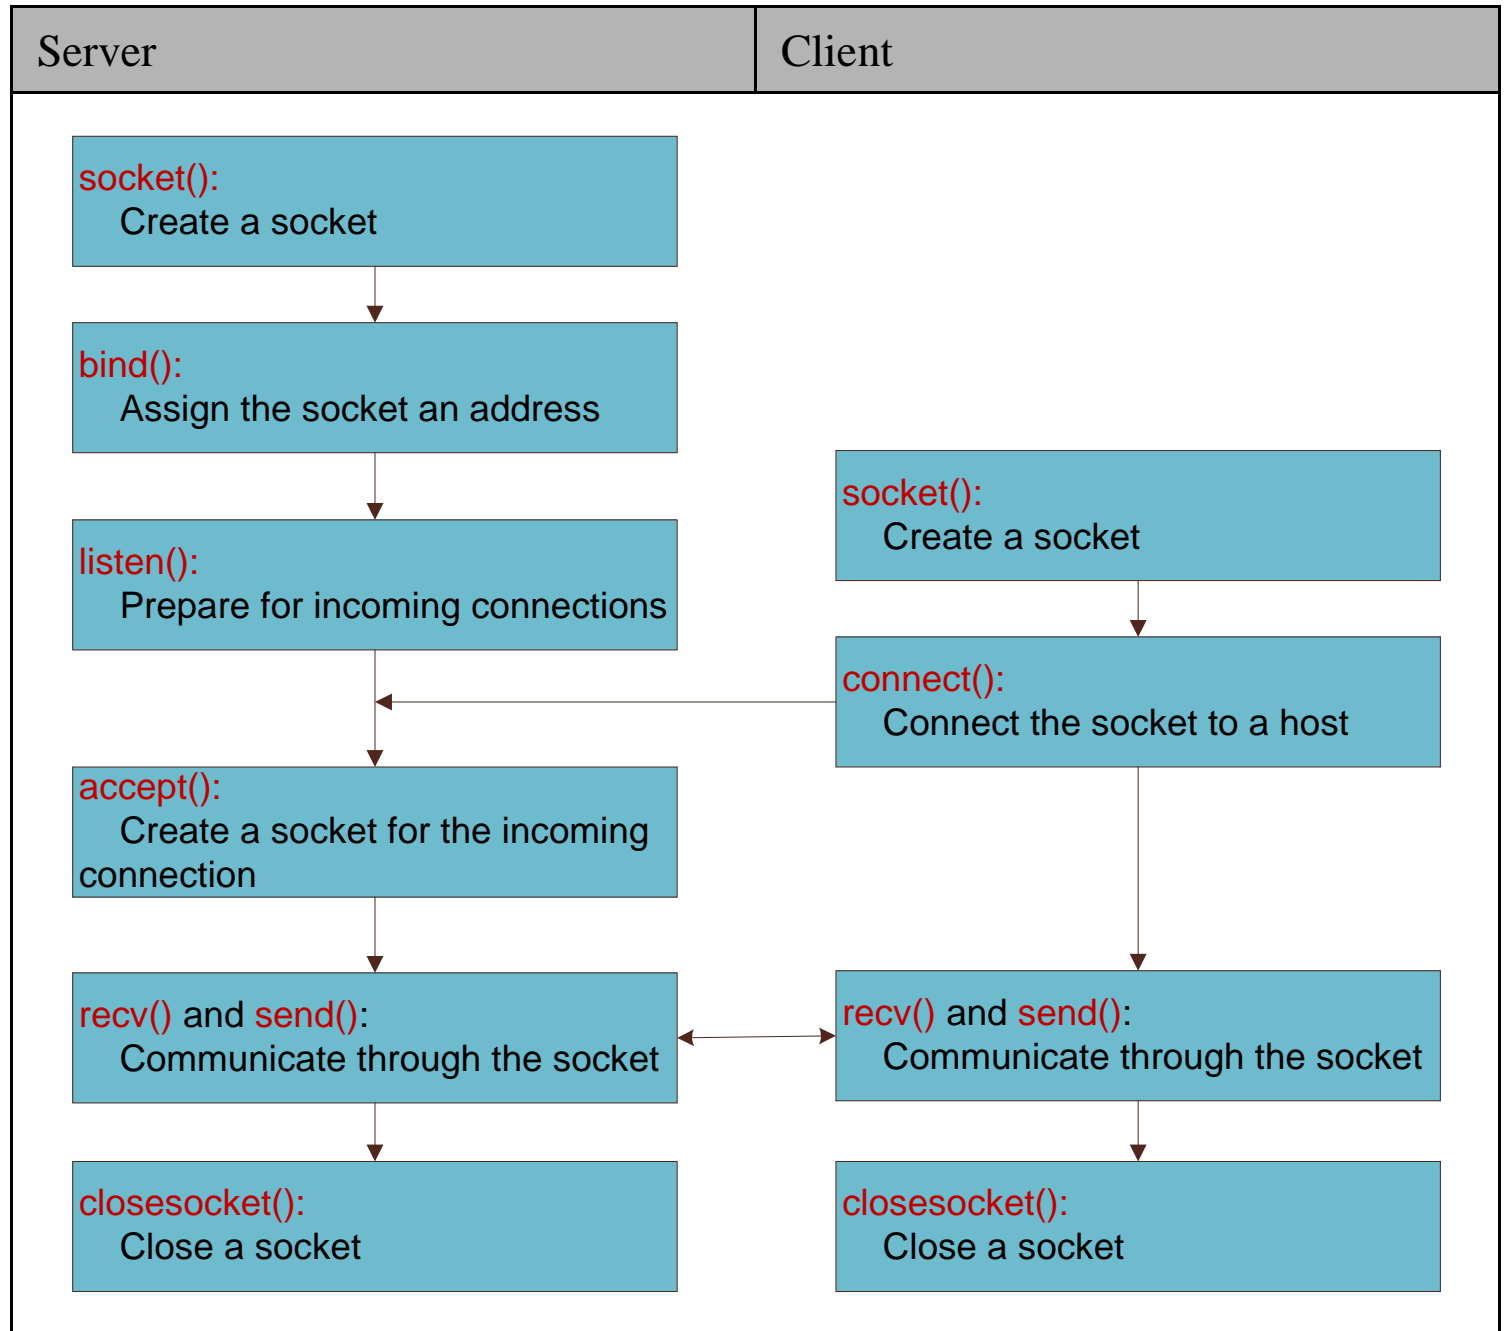 Server
Client
socket():
Create a socket
bind():
Assign the socket an address
listen():
Prepare for incoming connections
accept():
Create a socket for the incoming
connection
recv() and send():
Communicate through the socket
closesocket():
Close a socket
socket():
Create a socket
connect():
Connect the socket to a host
recv() and send():
Communicate through the socket
closesocket():
Close a socket